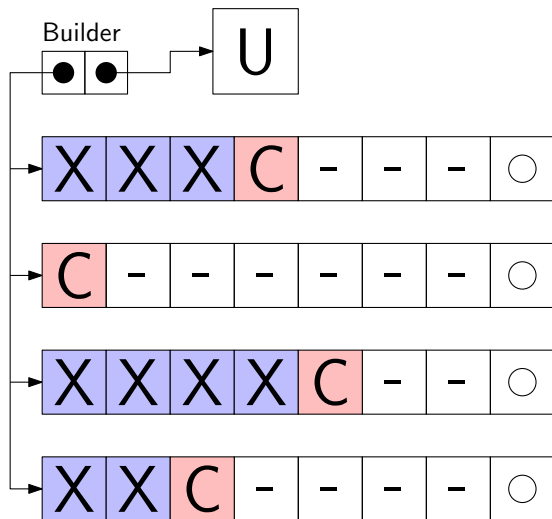 Builder
U
X X X C - - -
C - - - - - -
X X X X C - -
X X C - - - -